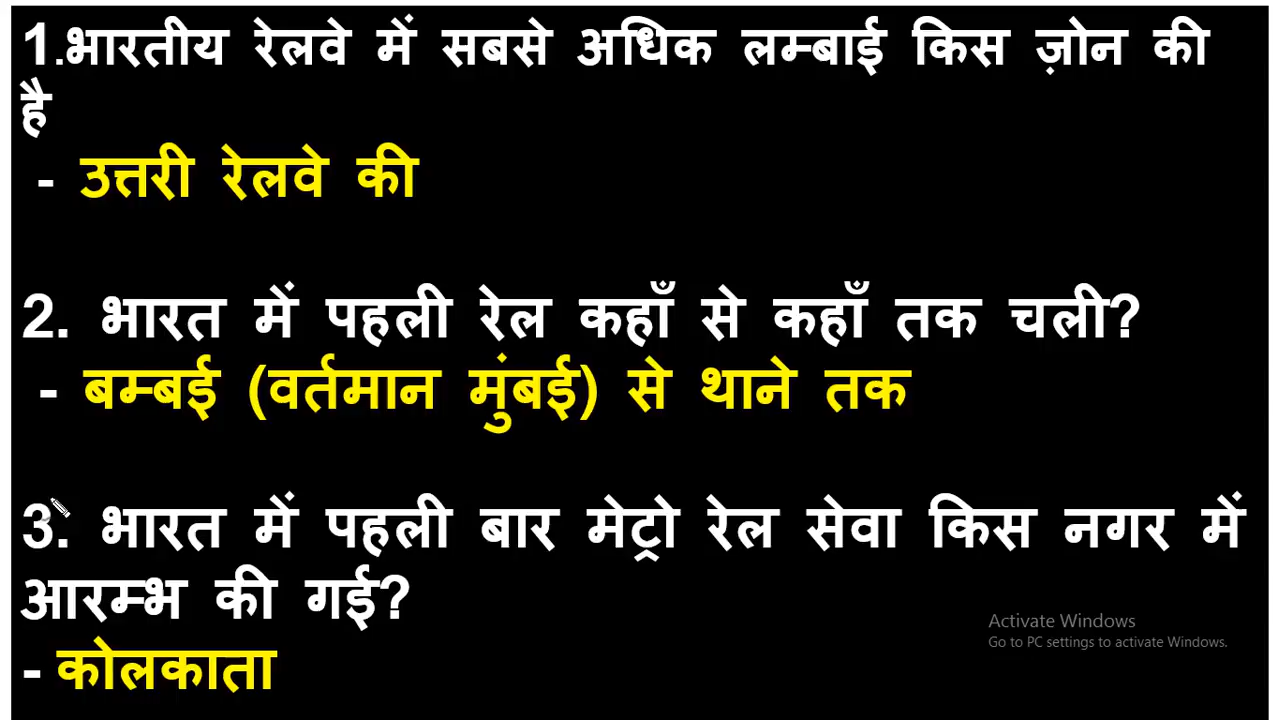 1.भारतीय रेलवे में सबसे अधिक लम्बाई किस ज़ोन की
है
- उत्तरी रेलवे की
2. भारत में पहली रेल कहाँ से कहाँ तक चली?
- बम्बई (वर्तमान मुंबई) से थाने तक
3. भारत में पहली बार मेट्रो रेल सेवा किस नगर में
आरम्भ की गई?
Activate Windows
Go to PC settings to activate Windows.
- कोलकाता